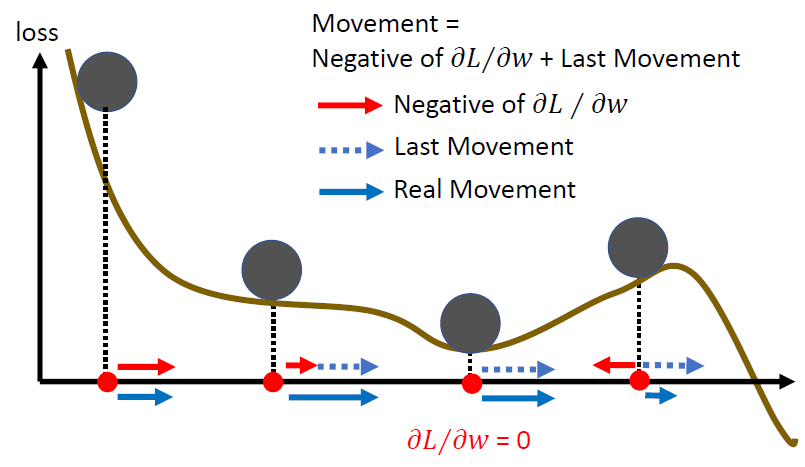 loss
Movement =
Negative of 𝜕𝐿/𝜕𝑤 + Last Movement
Negative of 𝜕𝐿 / 𝜕𝑤
Last Movement
Real Movement
𝜕𝐿/𝜕𝑤 = 0